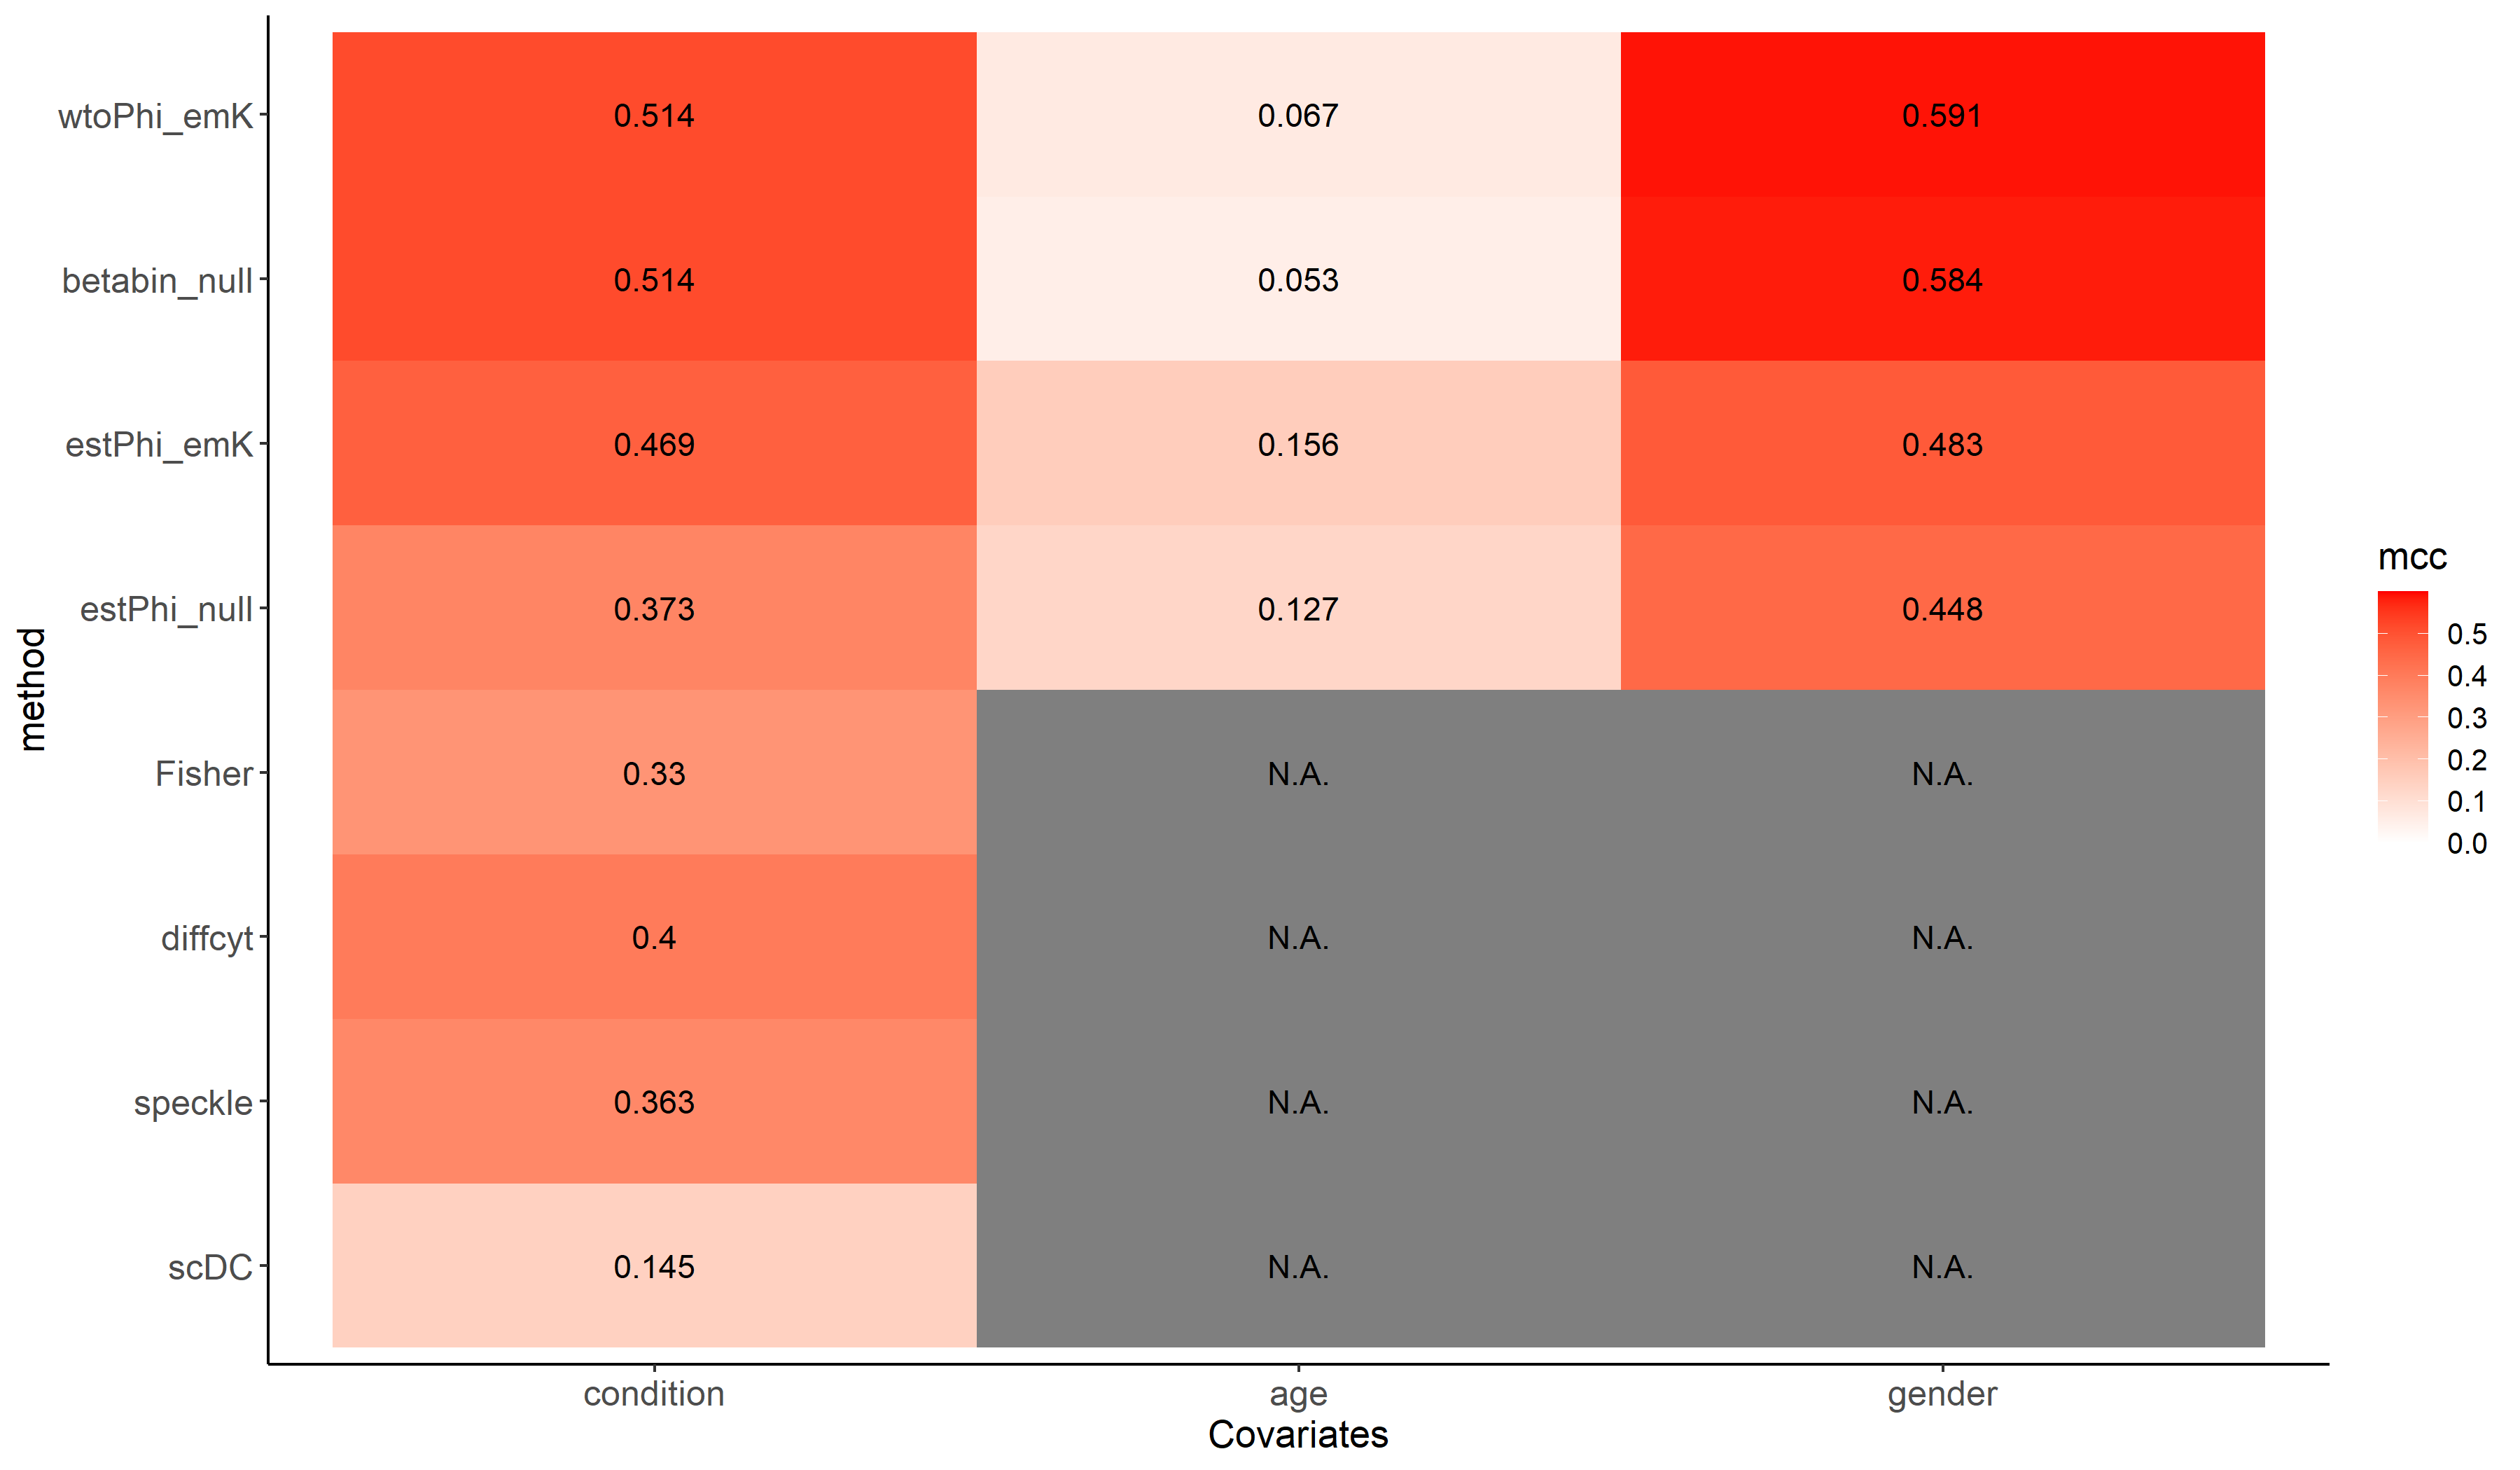 wtoPhi_emK 0.514 0.067 0.591
betabin_null 0.514 0.053 0.584
estPhi_emK 0.469 0.156 0.483
estPhi_null 0.373 0.127 0.448
Fisher 0.33 N.A. N.A.
diffcyt 0.4 N.A. N.A.
speckle 0.363 N.A. N.A.
scDC 0.145 N.A. N.A.
method
condition age gender
Covariates
mcc
0.5
0.4
0.3
0.2
0.1
0.0